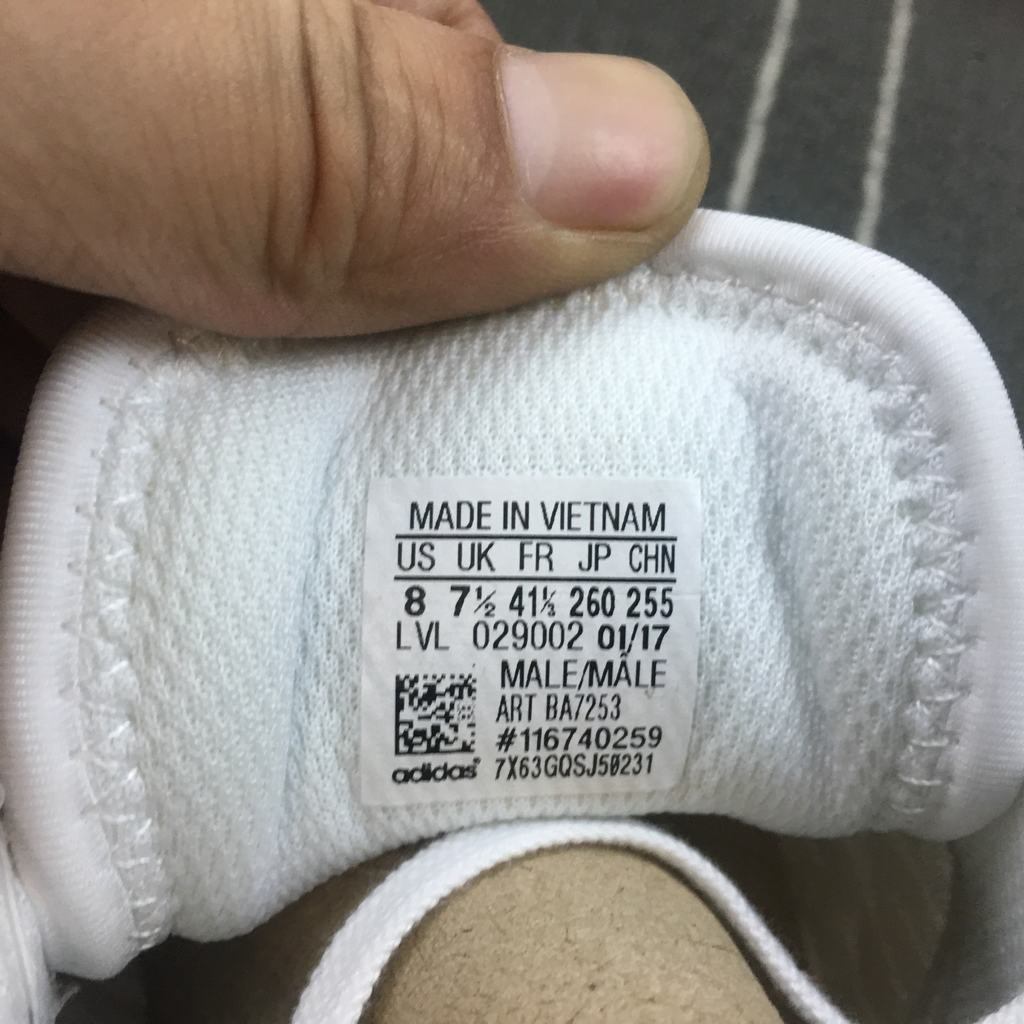 MADE IN VIETNAM
US UK FR JP CHN
8 7½ 41⅓ 260 255
LVL 029002 01/17
MALE/MÂLE
ART BA7253
#116740259
adidas® 7X63GQSJ50231